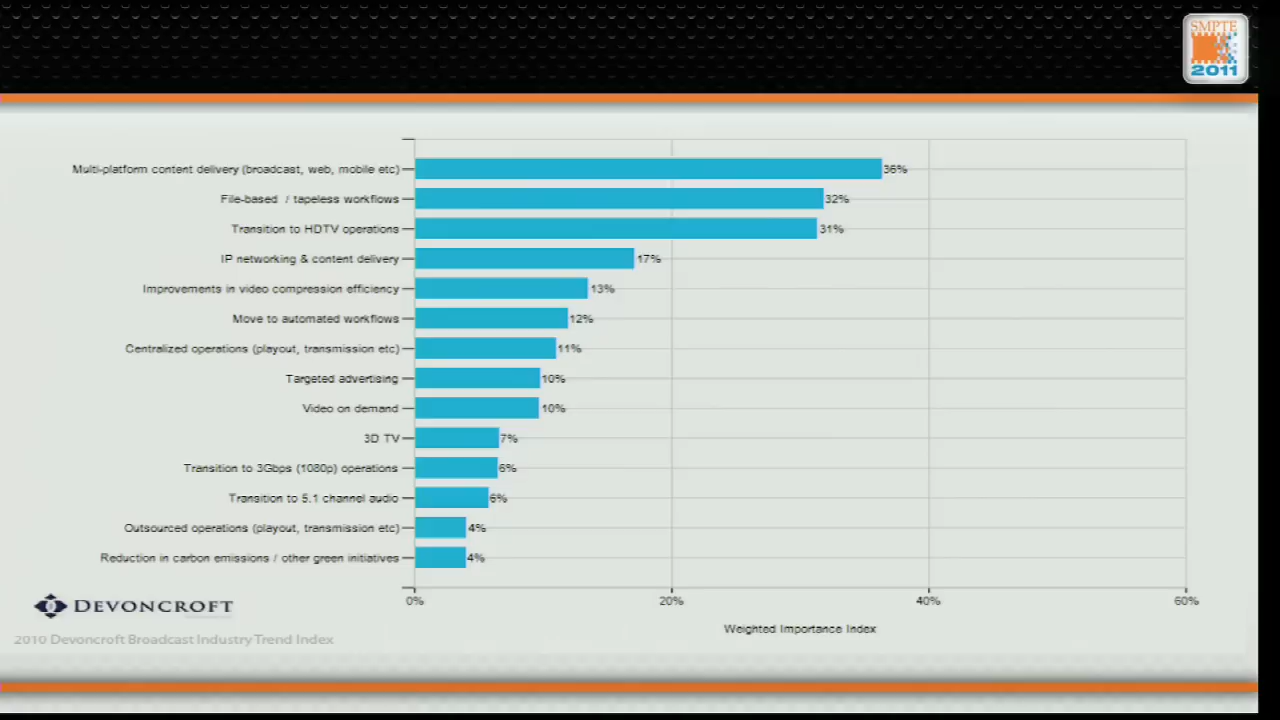 SMPTE
2011
Multi-platform content delivery (broadcast, web, mobile etc) 36%
File-based / tapeless workflows 32%
Transition to HDTV operations 31%
IP networking & content delivery 17%
Improvements in video compression efficiency 13%
Move to automated workflows 12%
Centralized operations (playout, transmission etc) 11%
Targeted advertising 10%
Video on demand 10%
3D TV 7%
Transition to 3Gbps (1080p) operations 6%
Transition to 5.1 channel audio 6%
Outsourced operations (playout, transmission etc) 4%
Reduction in carbon emissions / other green initiatives 4%
0% 20% 40% 60%
Weighted Importance Index
DEVONCROFT
2010 Devoncroft Broadcast Industry Trend Index